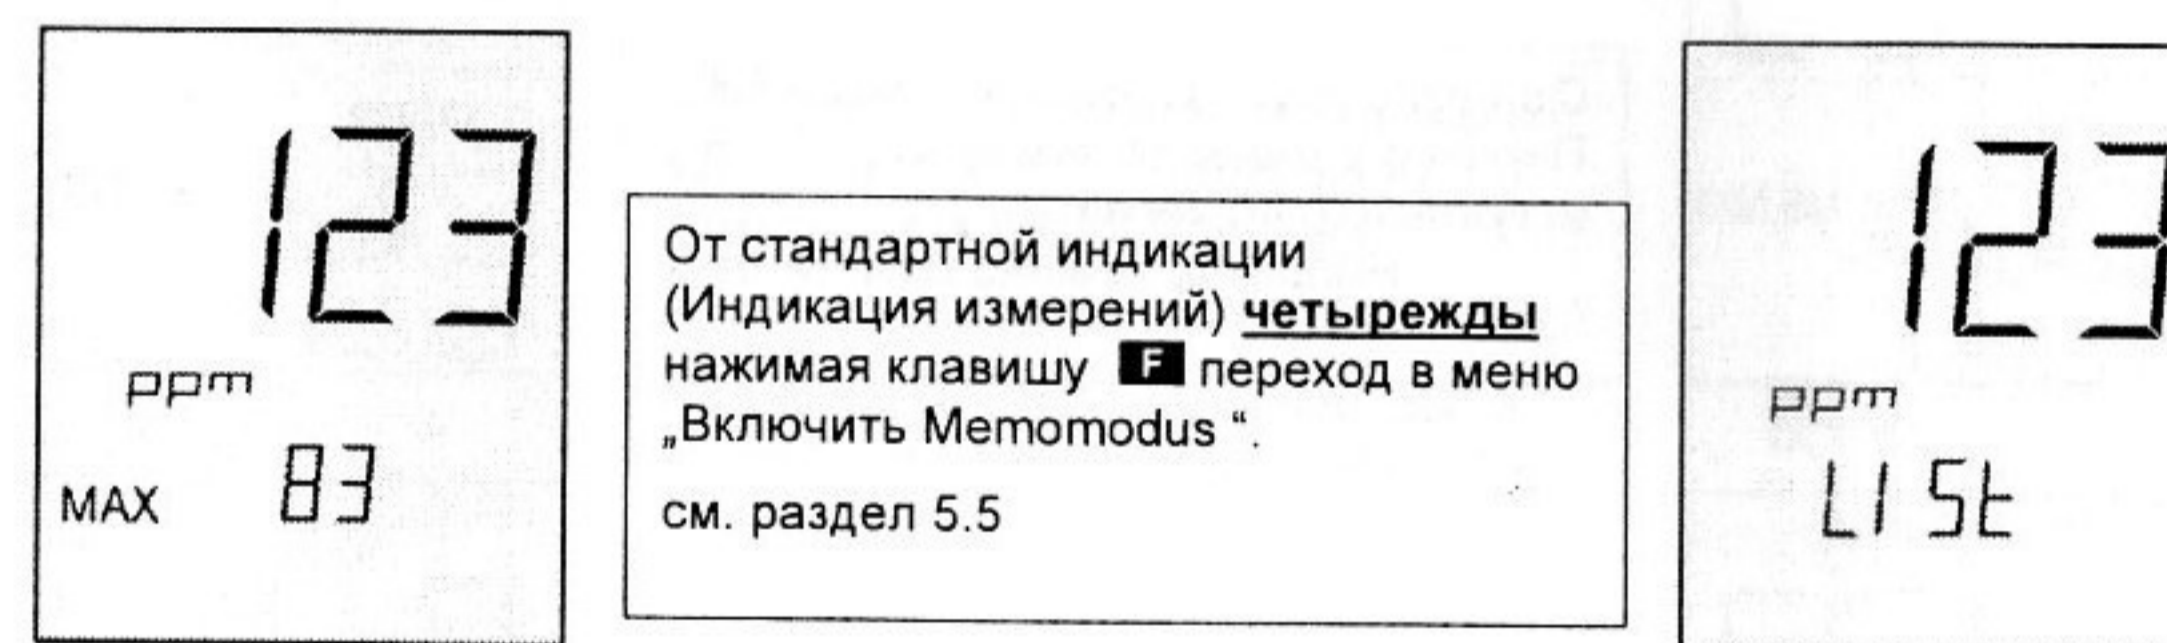 123
ppm
MAX 83
От стандартной индикации
(Индикация измерений) четырежды
нажимая клавишу F переход в меню
„Включить Memomodus “.
см. раздел 5.5
123
ppm
LISt